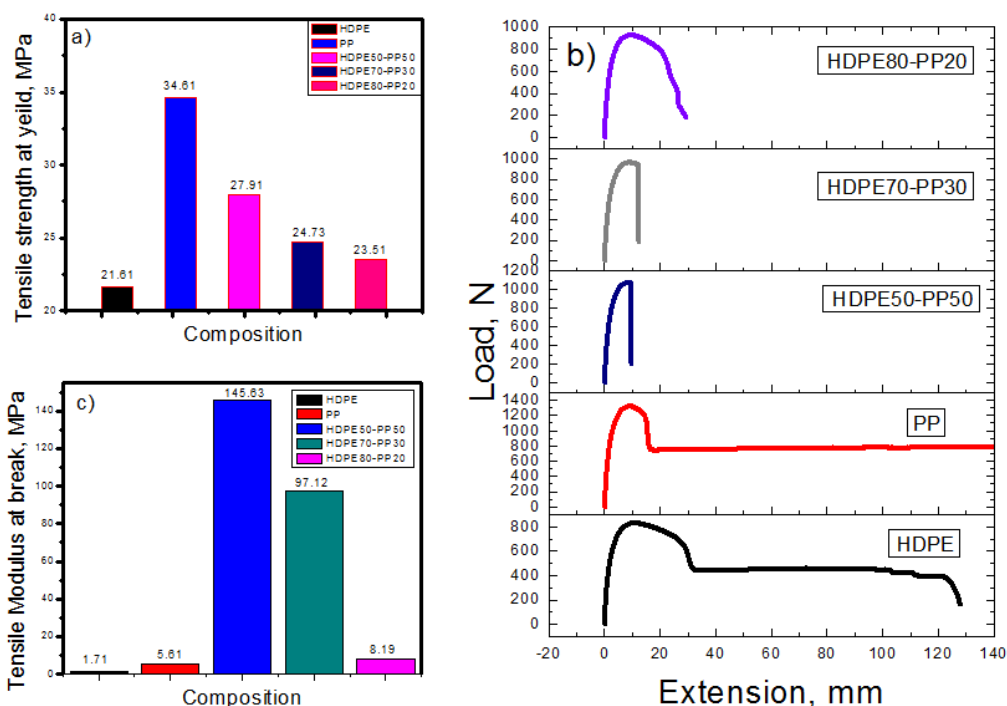 a)
HDPE
PP
HDPE50-PP50
HDPE70-PP30
HDPE80-PP20
Tensile strength at yeild, MPa
40
35
30
25
20
21.61
34.61
27.91
24.73
23.51
Composition
c)
HDPE
PP
HDPE50-PP50
HDPE70-PP30
HDPE80-PP20
Tensile Modulus at break, MPa
140
120
100
80
60
40
20
0
1.71
5.61
145.63
97.12
8.19
Composition
b)
Load, N
HDPE80-PP20
1000
800
600
400
200
0
HDPE70-PP30
1000
800
600
400
200
0
HDPE50-PP50
1200
1000
800
600
400
200
0
PP
1400
1200
1000
800
600
400
200
0
HDPE
800
600
400
200
0
-20 0 20 40 60 80 100 120 140
Extension, mm